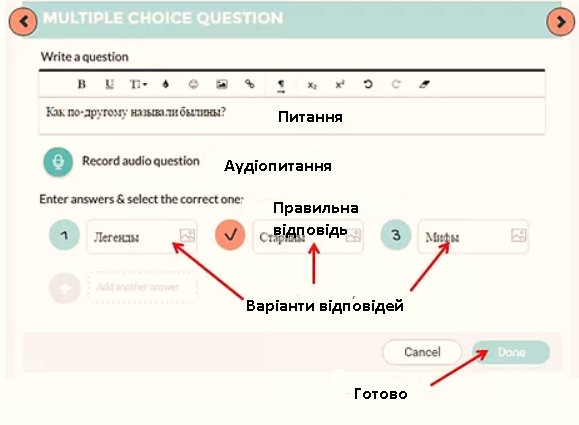 MULTIPLE CHOICE QUESTION
Write a question
B U TI x₂ x²
Как по-другому называли былины?
Питання
Record audio question
Аудіопитання
Enter answers & select the correct one:
Правильна
відповідь
1 Легенды
Старины
3 Мифы
Add another answer
Варіанти відповідей
Cancel
Done
Готово